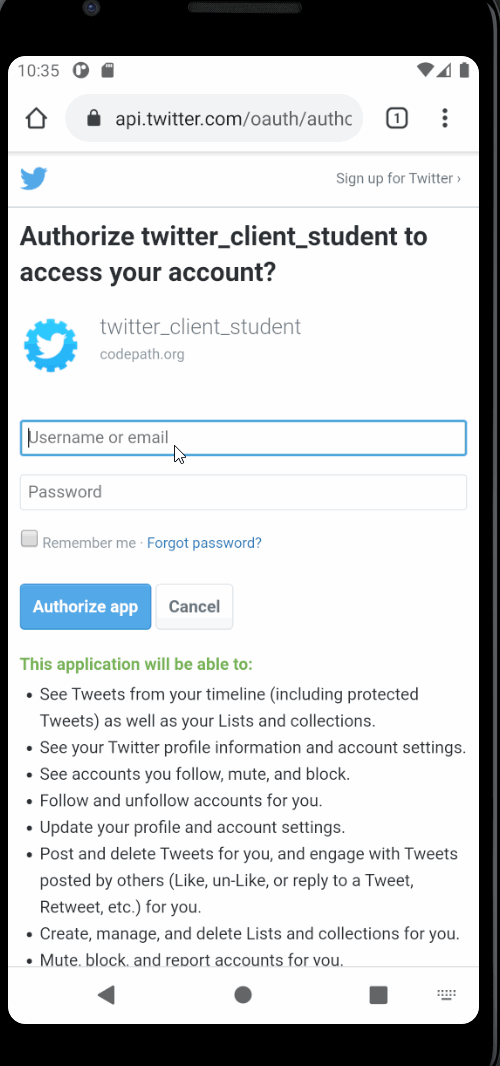 10:35
api.twitter.com/oauth/autho
1
Sign up for Twitter ›
Authorize twitter_client_student to
access your account?
twitter_client_student
codepath.org
Username or email
Password
Remember me · Forgot password?
Authorize app
Cancel
This application will be able to:
• See Tweets from your timeline (including protected
Tweets) as well as your Lists and collections.
• See your Twitter profile information and account settings.
• See accounts you follow, mute, and block.
• Follow and unfollow accounts for you.
• Update your profile and account settings.
• Post and delete Tweets for you, and engage with Tweets
posted by others (Like, un-Like, or reply to a Tweet,
Retweet, etc.) for you.
• Create, manage, and delete Lists and collections for you.
• Mute, block, and report accounts for you.